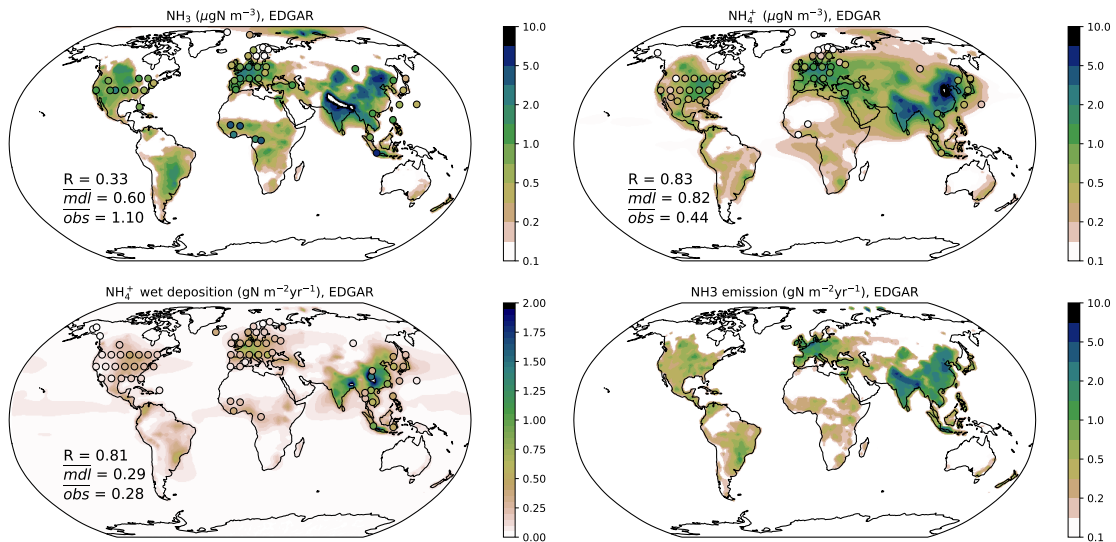 NH₃ (μgN m⁻³), EDGAR
10.0
5.0
2.0
1.0
0.5
0.2
0.1
R = 0.33
mdl = 0.60
obs = 1.10
NH₄⁺ (μgN m⁻³), EDGAR
10.0
5.0
2.0
1.0
0.5
0.2
0.1
R = 0.83
mdl = 0.82
obs = 0.44
NH₄⁺ wet deposition (gN m⁻²yr⁻¹), EDGAR
2.00
1.75
1.50
1.25
1.00
0.75
0.50
0.25
0.00
R = 0.81
mdl = 0.29
obs = 0.28
NH3 emission (gN m⁻²yr⁻¹), EDGAR
10.0
5.0
2.0
1.0
0.5
0.2
0.1